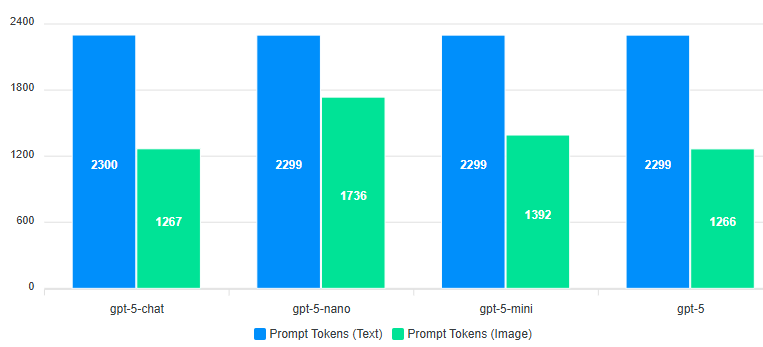 2400
1800
1200
600
0
2300
1267
2299
1736
2299
1392
2299
1266
gpt-5-chat
gpt-5-nano
gpt-5-mini
gpt-5
Prompt Tokens (Text) Prompt Tokens (Image)